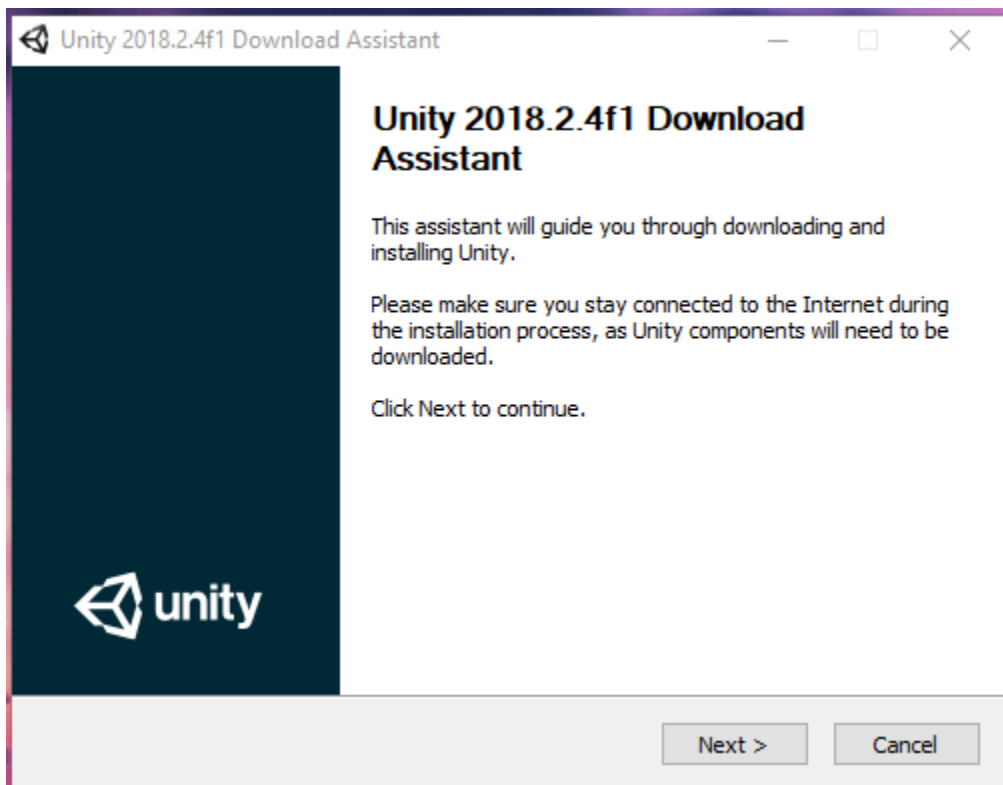 Unity 2018.2.4f1 Download Assistant
Unity 2018.2.4f1 Download
Assistant
This assistant will guide you through downloading and
installing Unity.
Please make sure you stay connected to the Internet during
the installation process, as Unity components will need to be
downloaded.
Click Next to continue.
unity
Next >
Cancel